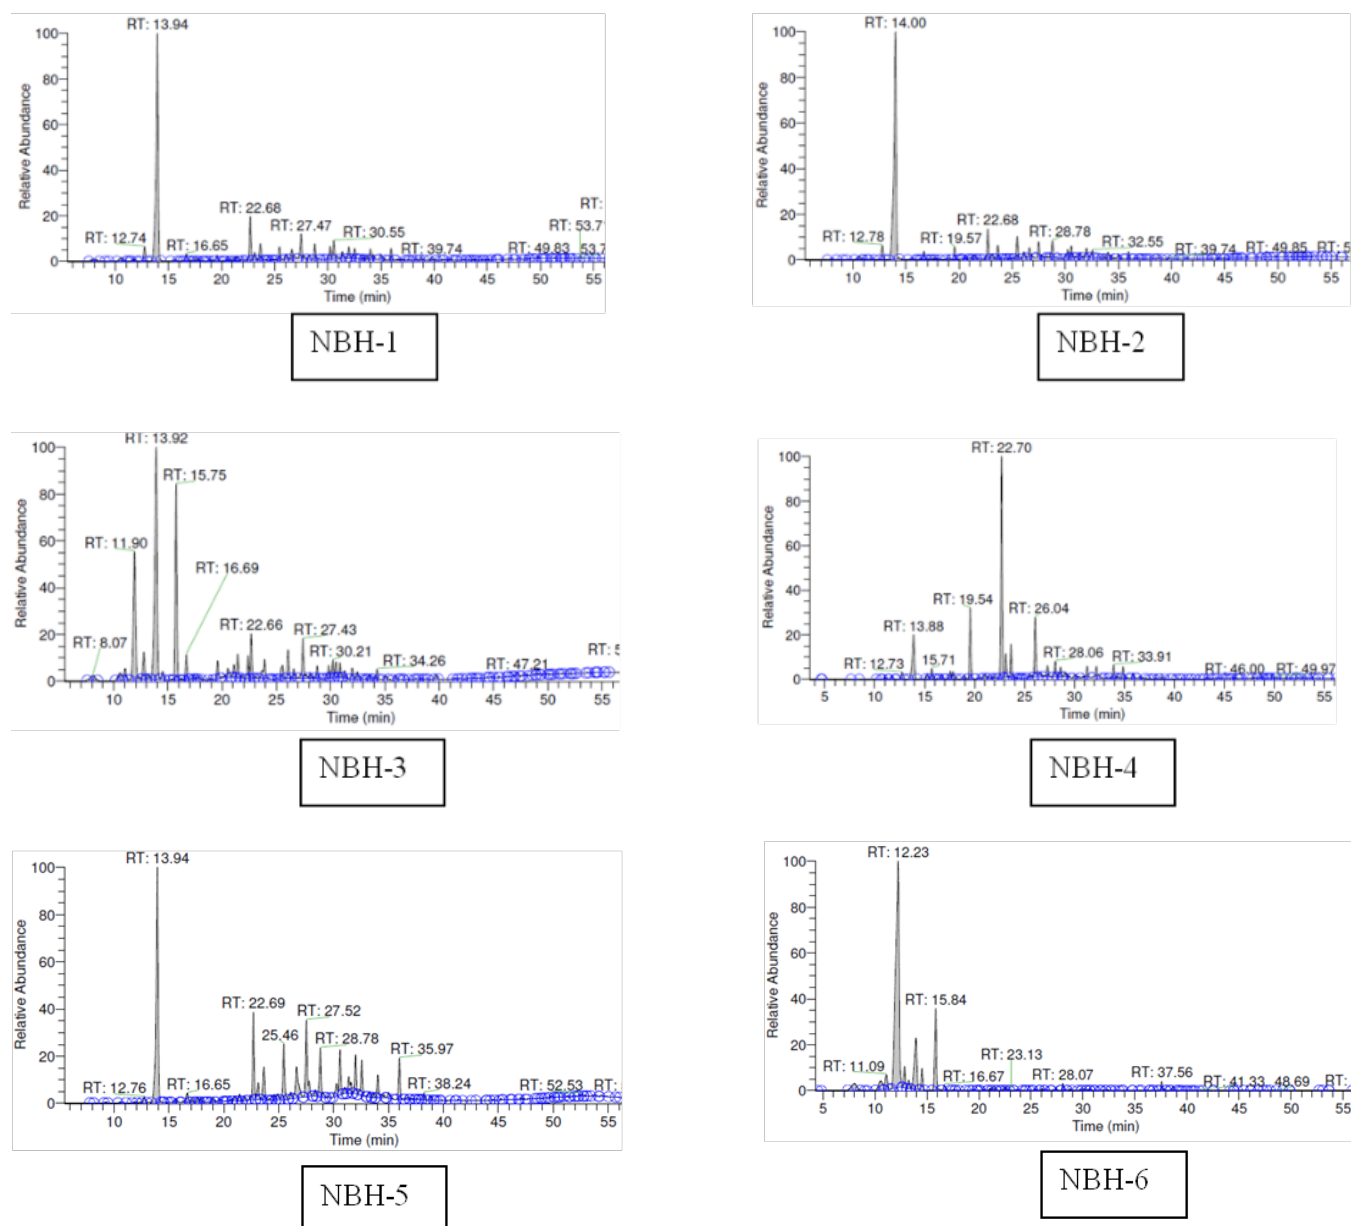 RT: 13.94
100
80
60
40
20
0
Relative Abundance
RT: 12.74
RT: 16.65
RT: 22.68
RT: 27.47
RT: 30.55
RT: 39.74
RT: 49.83
RT:
53.7
10 15 20 25 30 35 40 45 50 55
Time (min)
NBH-1
RT: 14.00
100
80
60
40
20
0
Relative Abundance
RT: 12.78
RT: 19.57
RT: 22.68
RT: 28.78
RT: 32.55
RT: 39.74
RT: 49.85
RT: 5
10 15 20 25 30 35 40 45 50 55
Time (min)
NBH-2
RT: 13.92
100
80
60
40
20
0
Relative Abundance
RT: 8.07
RT: 11.90
RT: 15.75
RT: 16.69
RT: 22.66
RT: 27.43
RT: 30.21
RT: 34.26
RT: 47.21
RT: 5
10 15 20 25 30 35 40 45 50 55
Time (min)
NBH-3
RT: 22.70
100
80
60
40
20
0
Relative Abundance
RT: 12.73
RT: 13.88
15.71
RT: 19.54
RT: 26.04
RT: 28.06
RT: 33.91
RT: 46.00
RT: 49.97
5 10 15 20 25 30 35 40 45 50 55
Time (min)
NBH-4
RT: 13.94
100
80
60
40
20
0
Relative Abundance
RT: 12.76
RT: 16.65
RT: 22.69
25.46
RT: 27.52
RT: 28.78
RT: 35.97
RT: 38.24
RT: 52.53
RT:
10 15 20 25 30 35 40 45 50 55
Time (min)
NBH-5
RT: 12.23
100
80
60
40
20
0
Relative Abundance
RT: 11.09
RT: 15.84
RT: 16.67
RT: 23.13
RT: 28.07
RT: 37.56
RT: 41.33
48.69
RT:
5 10 15 20 25 30 35 40 45 50 55
Time (min)
NBH-6